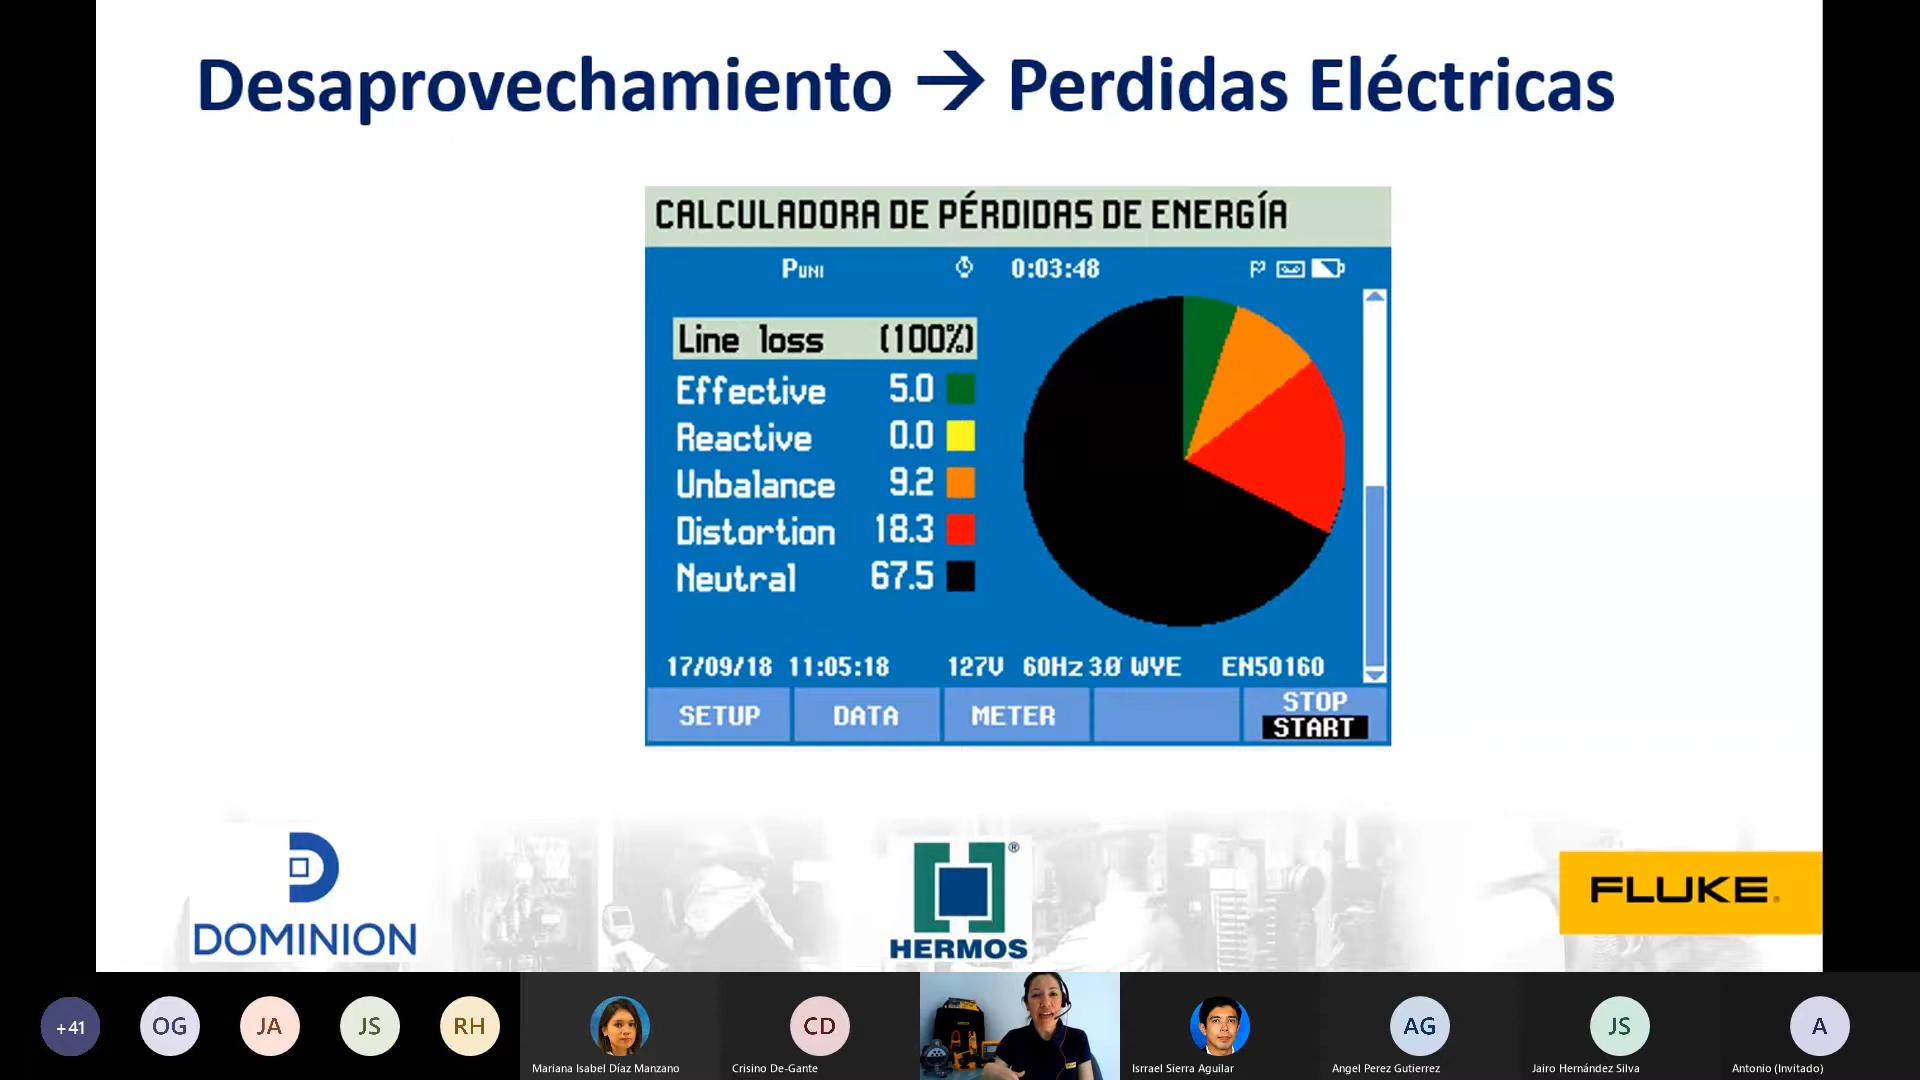 Desaprovechamiento → Perdidas Eléctricas
CALCULADORA DE PÉRDIDAS DE ENERGÍA
PUNI 0:03:48
Line loss (100%)
Effective 5.0
Reactive 0.0
Unbalance 9.2
Distortion 18.3
Neutral 67.5
17/09/18 11:05:18 127V 60Hz 3Ø WYE EN50160
SETUP DATA METER STOP
START
DOMINION
HERMOS®
FLUKE®
+41 OG JA JS RH CD AG JS A
Mariana Isabel Díaz Manzano Crisino De-Gante Isrrael Sierra Aguilar Angel Perez Gutierrez Jairo Hernández Silva Antonio (Invitado)